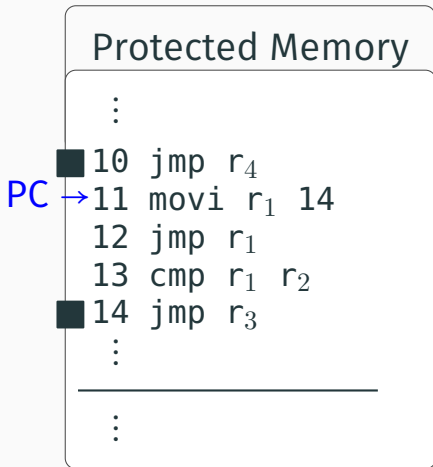 Protected Memory
⋮
10 jmp r₄
PC →11 movi r₁ 14
12 jmp r₁
13 cmp r₁ r₂
14 jmp r₃
⋮
⋮